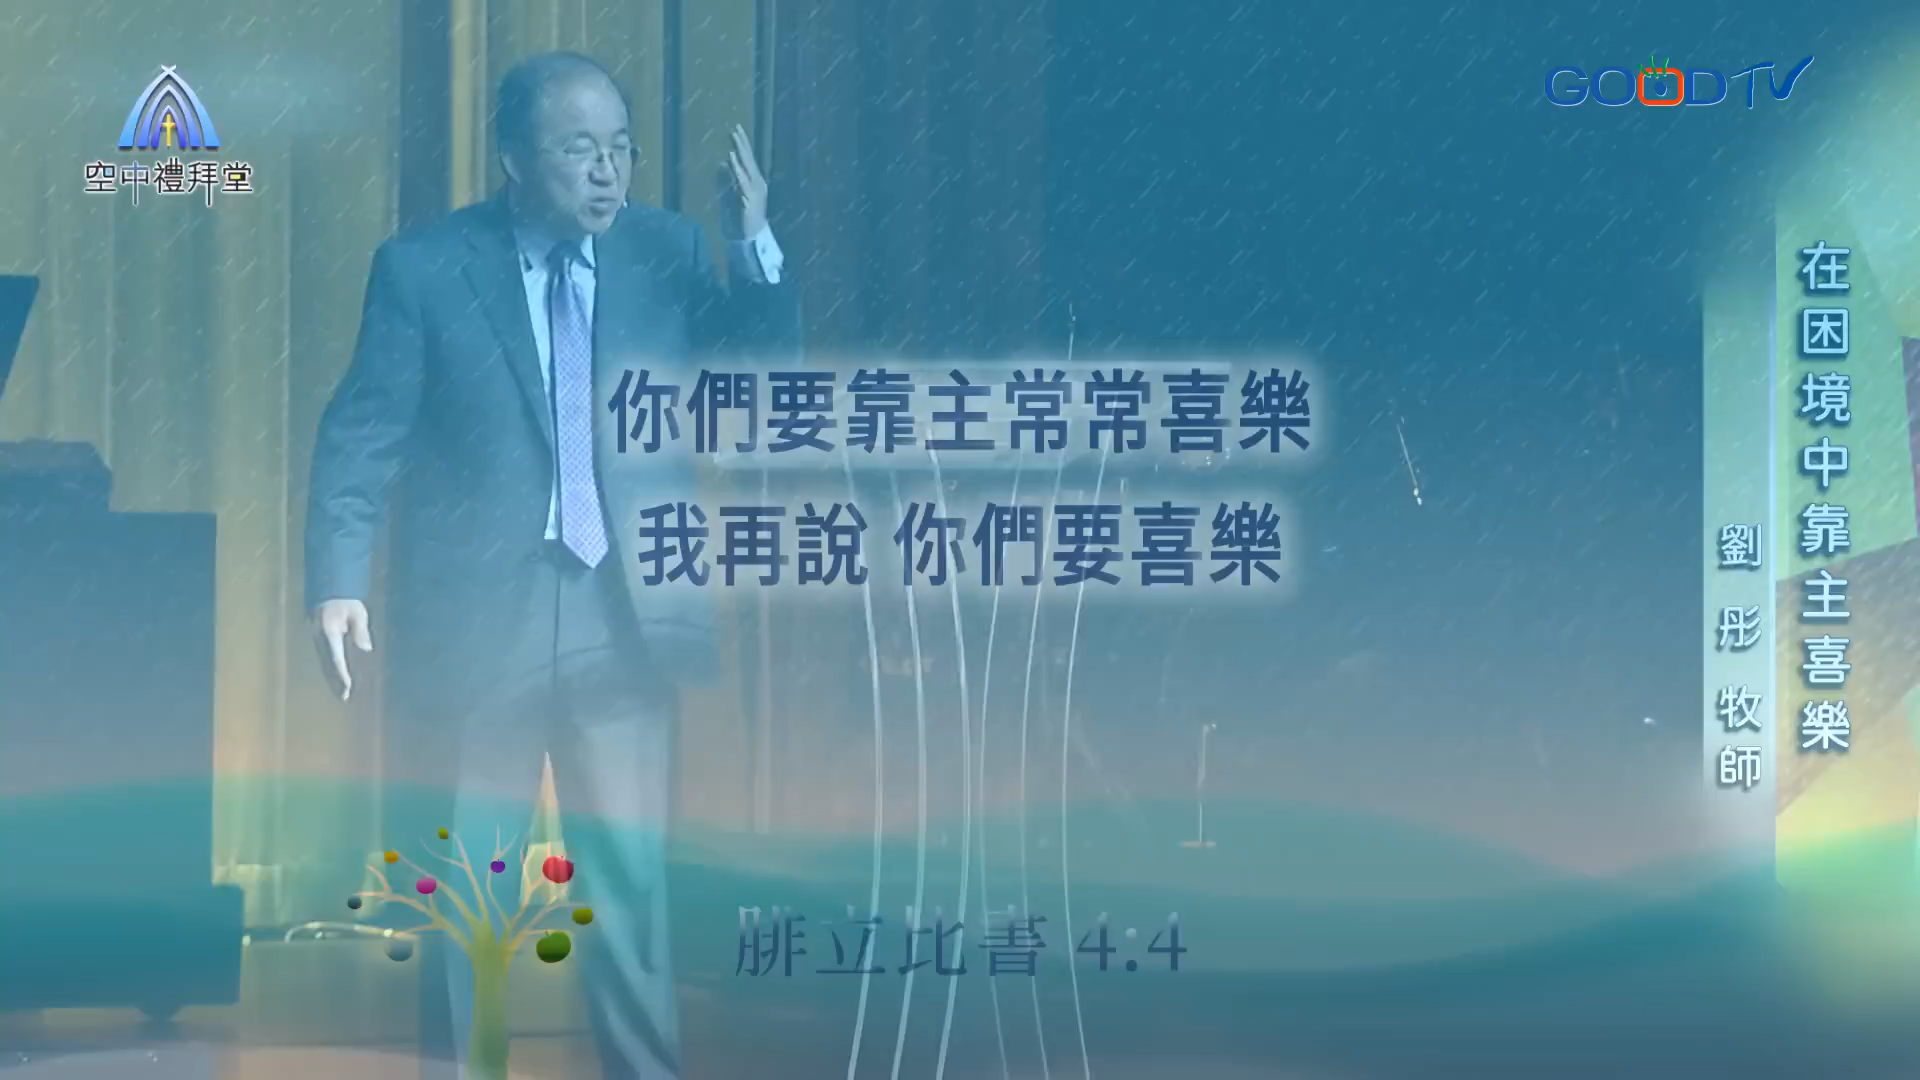 空中禮拜堂
GOODTV
你們要靠主常常喜樂
我再說 你們要喜樂
腓立比書 4:4
在困境中靠主喜樂
劉彤牧師